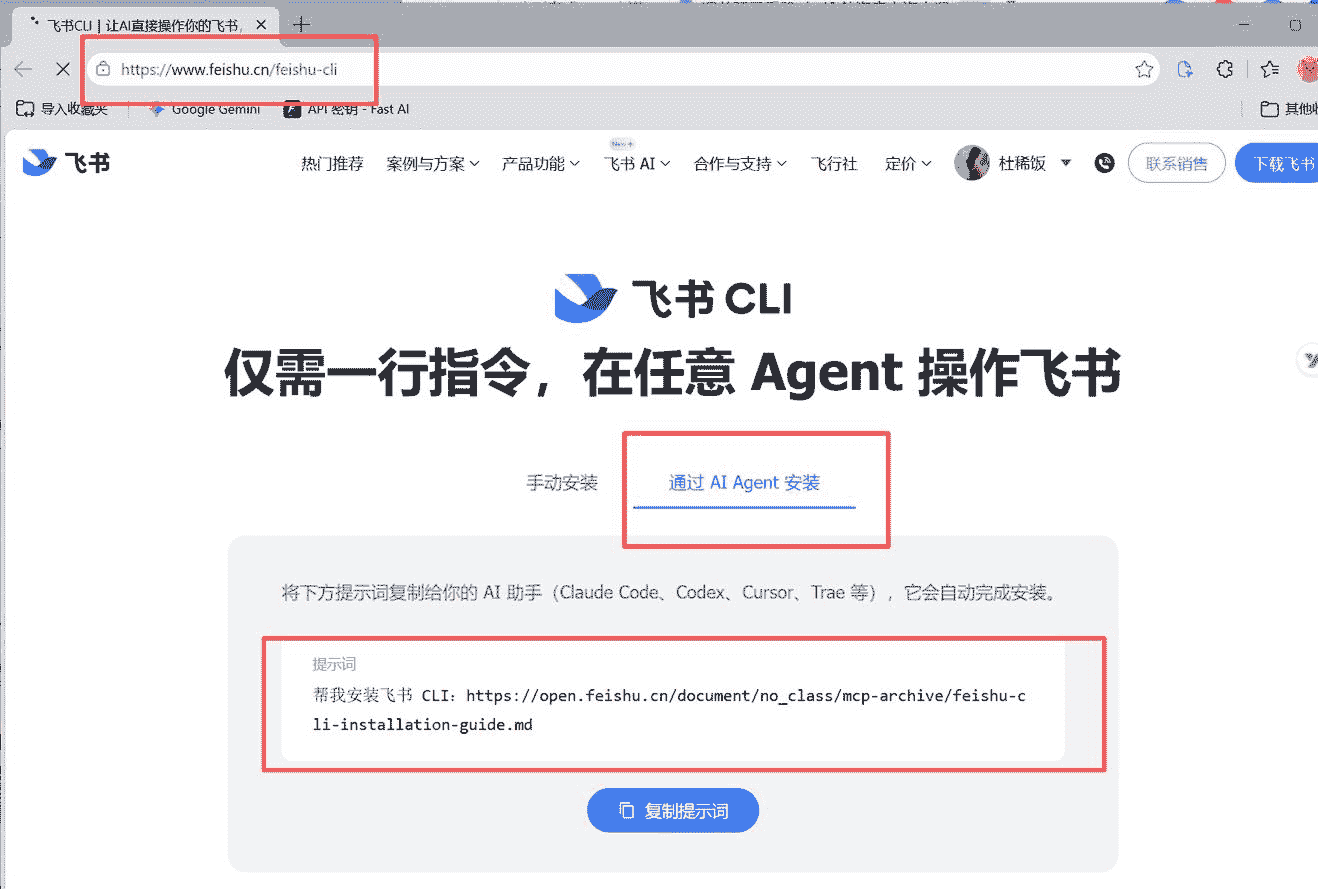 飞书CLI | 让AI直接操作你的飞书,
https://www.feishu.cn/feishu-cli
导入收藏夹
Google Gemini
API 密钥 - Fast AI
飞书
热门推荐
案例与方案
产品功能
New
飞书 AI
合作与支持
飞行社
定价
杜稀饭
联系销售
下载飞书
飞书 CLI
仅需一行指令，在任意 Agent 操作飞书
手动安装
通过 AI Agent 安装
将下方提示词复制给你的 AI 助手（Claude Code、Codex、Cursor、Trae 等），它会自动完成安装。
提示词
帮我安装飞书 CLI：https://open.feishu.cn/document/no_class/mcp-archive/feishu-c
li-installation-guide.md
复制提示词